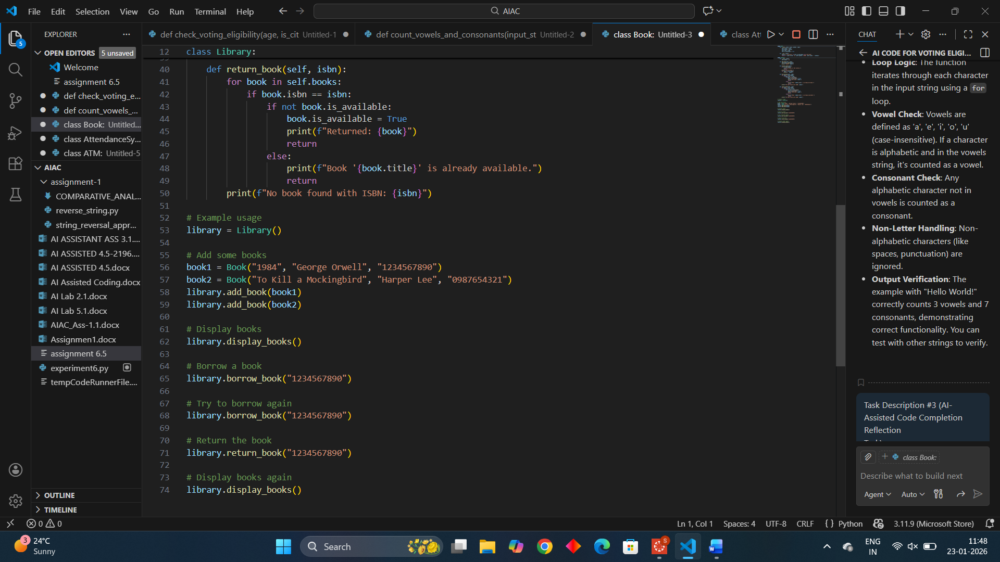 File Edit Selection View Go Run Terminal Help
AIAC
EXPLORER
OPEN EDITORS 5 unsaved
Welcome
assignment 6.5
def check_voting_e...
def count_vowels_...
class Book: Untitled...
class AttendanceSy...
class ATM: Untitled-5
AIAC
assignment-1
COMPARATIVE_ANAL...
reverse_string.py
string_reversal_appr...
AI ASSISTANT ASS 3.1....
AI ASSISTED 4.5-2196....
AI ASSISTED 4.5.docx
AI Assisted Coding.docx
AI Lab 2.1.docx
AI Lab 5.1.docx
AIAC_Ass-1.1.docx
Assignmen1.docx
assignment 6.5
experiment6.py
tempCodeRunnerFile....
OUTLINE
TIMELINE
5
def check_voting_eligibility(age, is_cit Untitled-1
def count_vowels_and_consonants(input_st Untitled-2
class Book: Untitled-3
class Att
12 class Library:
40 def return_book(self, isbn):
41 for book in self.books:
42 if book.isbn == isbn:
43 if not book.is_available:
44 book.is_available = True
45 print(f"Returned: {book}")
46 return
47 else:
48 print(f"Book '{book.title}' is already available.")
49 return
50 print(f"No book found with ISBN: {isbn}")
51
52 # Example usage
53 library = Library()
54
55 # Add some books
56 book1 = Book("1984", "George Orwell", "1234567890")
57 book2 = Book("To Kill a Mockingbird", "Harper Lee", "0987654321")
58 library.add_book(book1)
59 library.add_book(book2)
60
61 # Display books
62 library.display_books()
63
64 # Borrow a book
65 library.borrow_book("1234567890")
66
67 # Try to borrow again
68 library.borrow_book("1234567890")
69
70 # Return the book
71 library.return_book("1234567890")
72
73 # Display books again
74 library.display_books()
CHAT
AI CODE FOR VOTING ELIGI...
• Loop Logic: The function
iterates through each character
in the input string using a for
loop.
• Vowel Check: Vowels are
defined as 'a', 'e', 'i', 'o', 'u'
(case-insensitive). If a character
is alphabetic and in the vowels
string, it's counted as a vowel.
• Consonant Check: Any
alphabetic character not in
vowels is counted as a
consonant.
• Non-Letter Handling: Non-
alphabetic characters (like
spaces, punctuation) are
ignored.
• Output Verification: The
example with "Hello World!"
correctly counts 3 vowels and 7
consonants, demonstrating
correct functionality. You can
test with other strings to verify.
Task Description #3 (AI-
Assisted Code Completion
Reflection
class Book:
Describe what to build next
Agent Auto
0 0
Ln 1, Col 1 Spaces: 4 UTF-8 CRLF {} Python 3.11.9 (Microsoft Store)
3
24°C
Sunny
Search
ENG
IN
11:48
23-01-2026